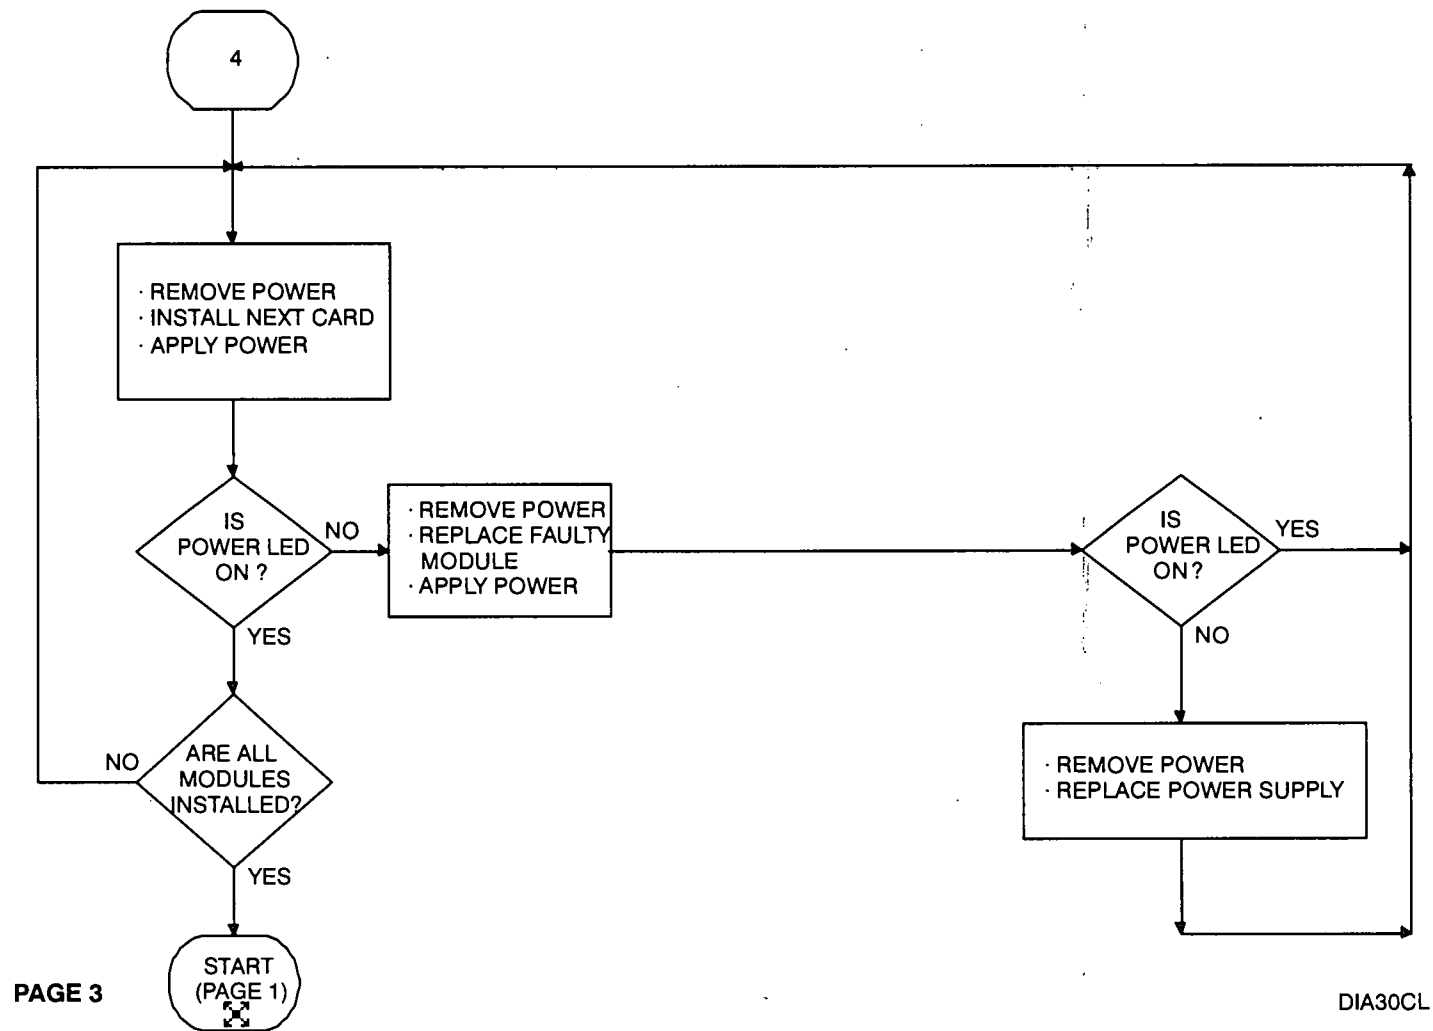 4
· REMOVE POWER
· INSTALL NEXT CARD
· APPLY POWER
IS
POWER LED
ON ?
NO
YES
· REMOVE POWER
· REPLACE FAULTY
MODULE
· APPLY POWER
IS
POWER LED
ON ?
YES
NO
· REMOVE POWER
· REPLACE POWER SUPPLY
ARE ALL
MODULES
INSTALLED?
NO
YES
START
(PAGE 1)
PAGE 3
DIA30CL